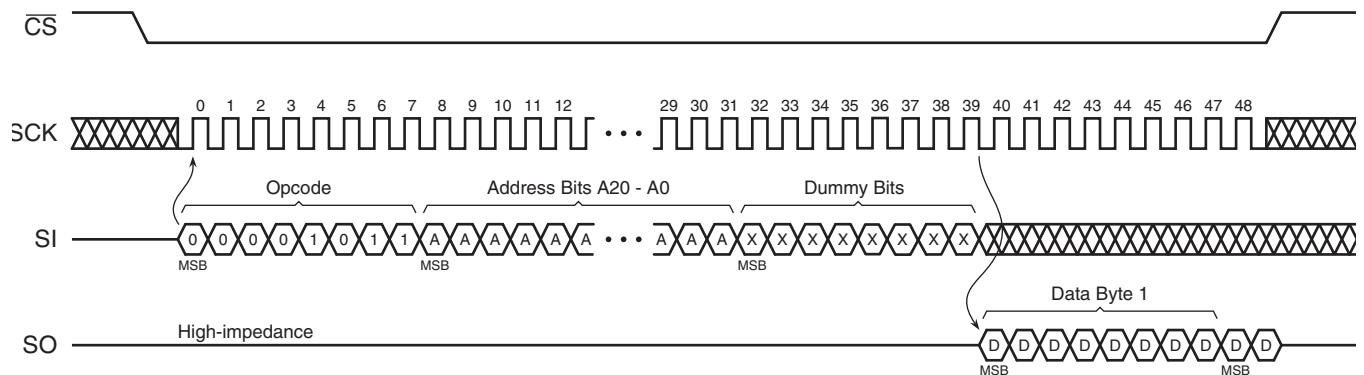 CS
0 1 2 3 4 5 6 7 8 9 10 11 12 29 30 31 32 33 34 35 36 37 38 39 40 41 42 43 44 45 46 47 48
SCK
Opcode Address Bits A20 - A0 Dummy Bits
SI 0 0 0 0 1 0 1 1 A A A A A A • • • A A A X X X X X X X X
MSB MSB MSB
Data Byte 1
High-impedance
SO D D D D D D D D D D
MSB MSB